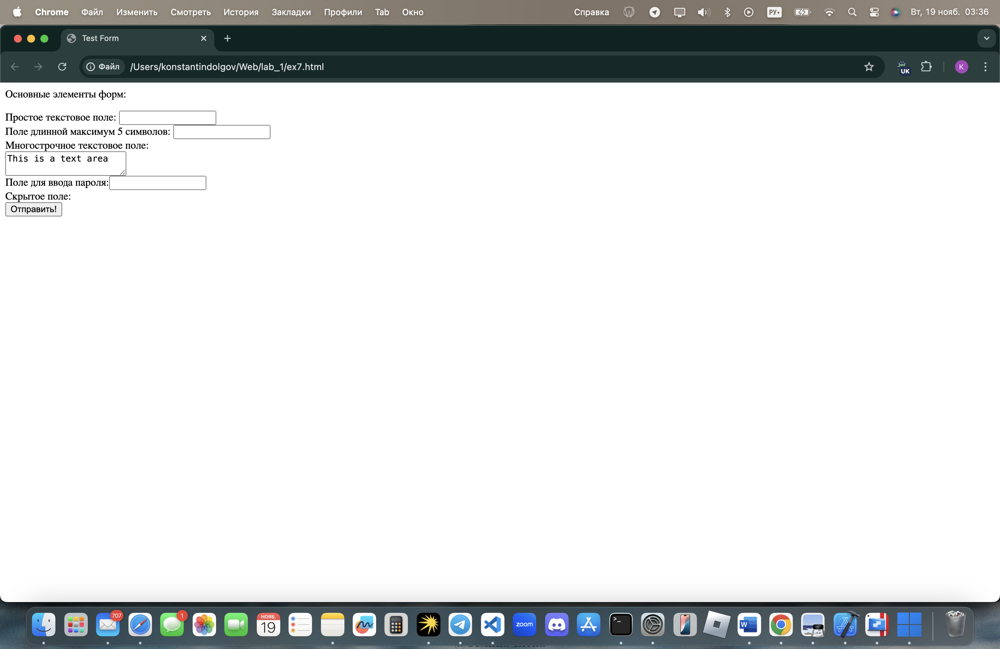 Chrome Файл Изменить Смотреть История Закладки Профили Tab Окно Справка РУ Вт, 19 нояб. 03:36
Test Form
Файл /Users/konstantindolgov/Web/lab_1/ex7.html UK K
Основные элементы форм:
Простое текстовое поле:
Поле длинной максимум 5 символов:
Многострочное текстовое поле:
This is a text area
Поле для ввода пароля:
Скрытое поле:
Отправить!
707 1 НОЯБ. 19 zoom >_ W